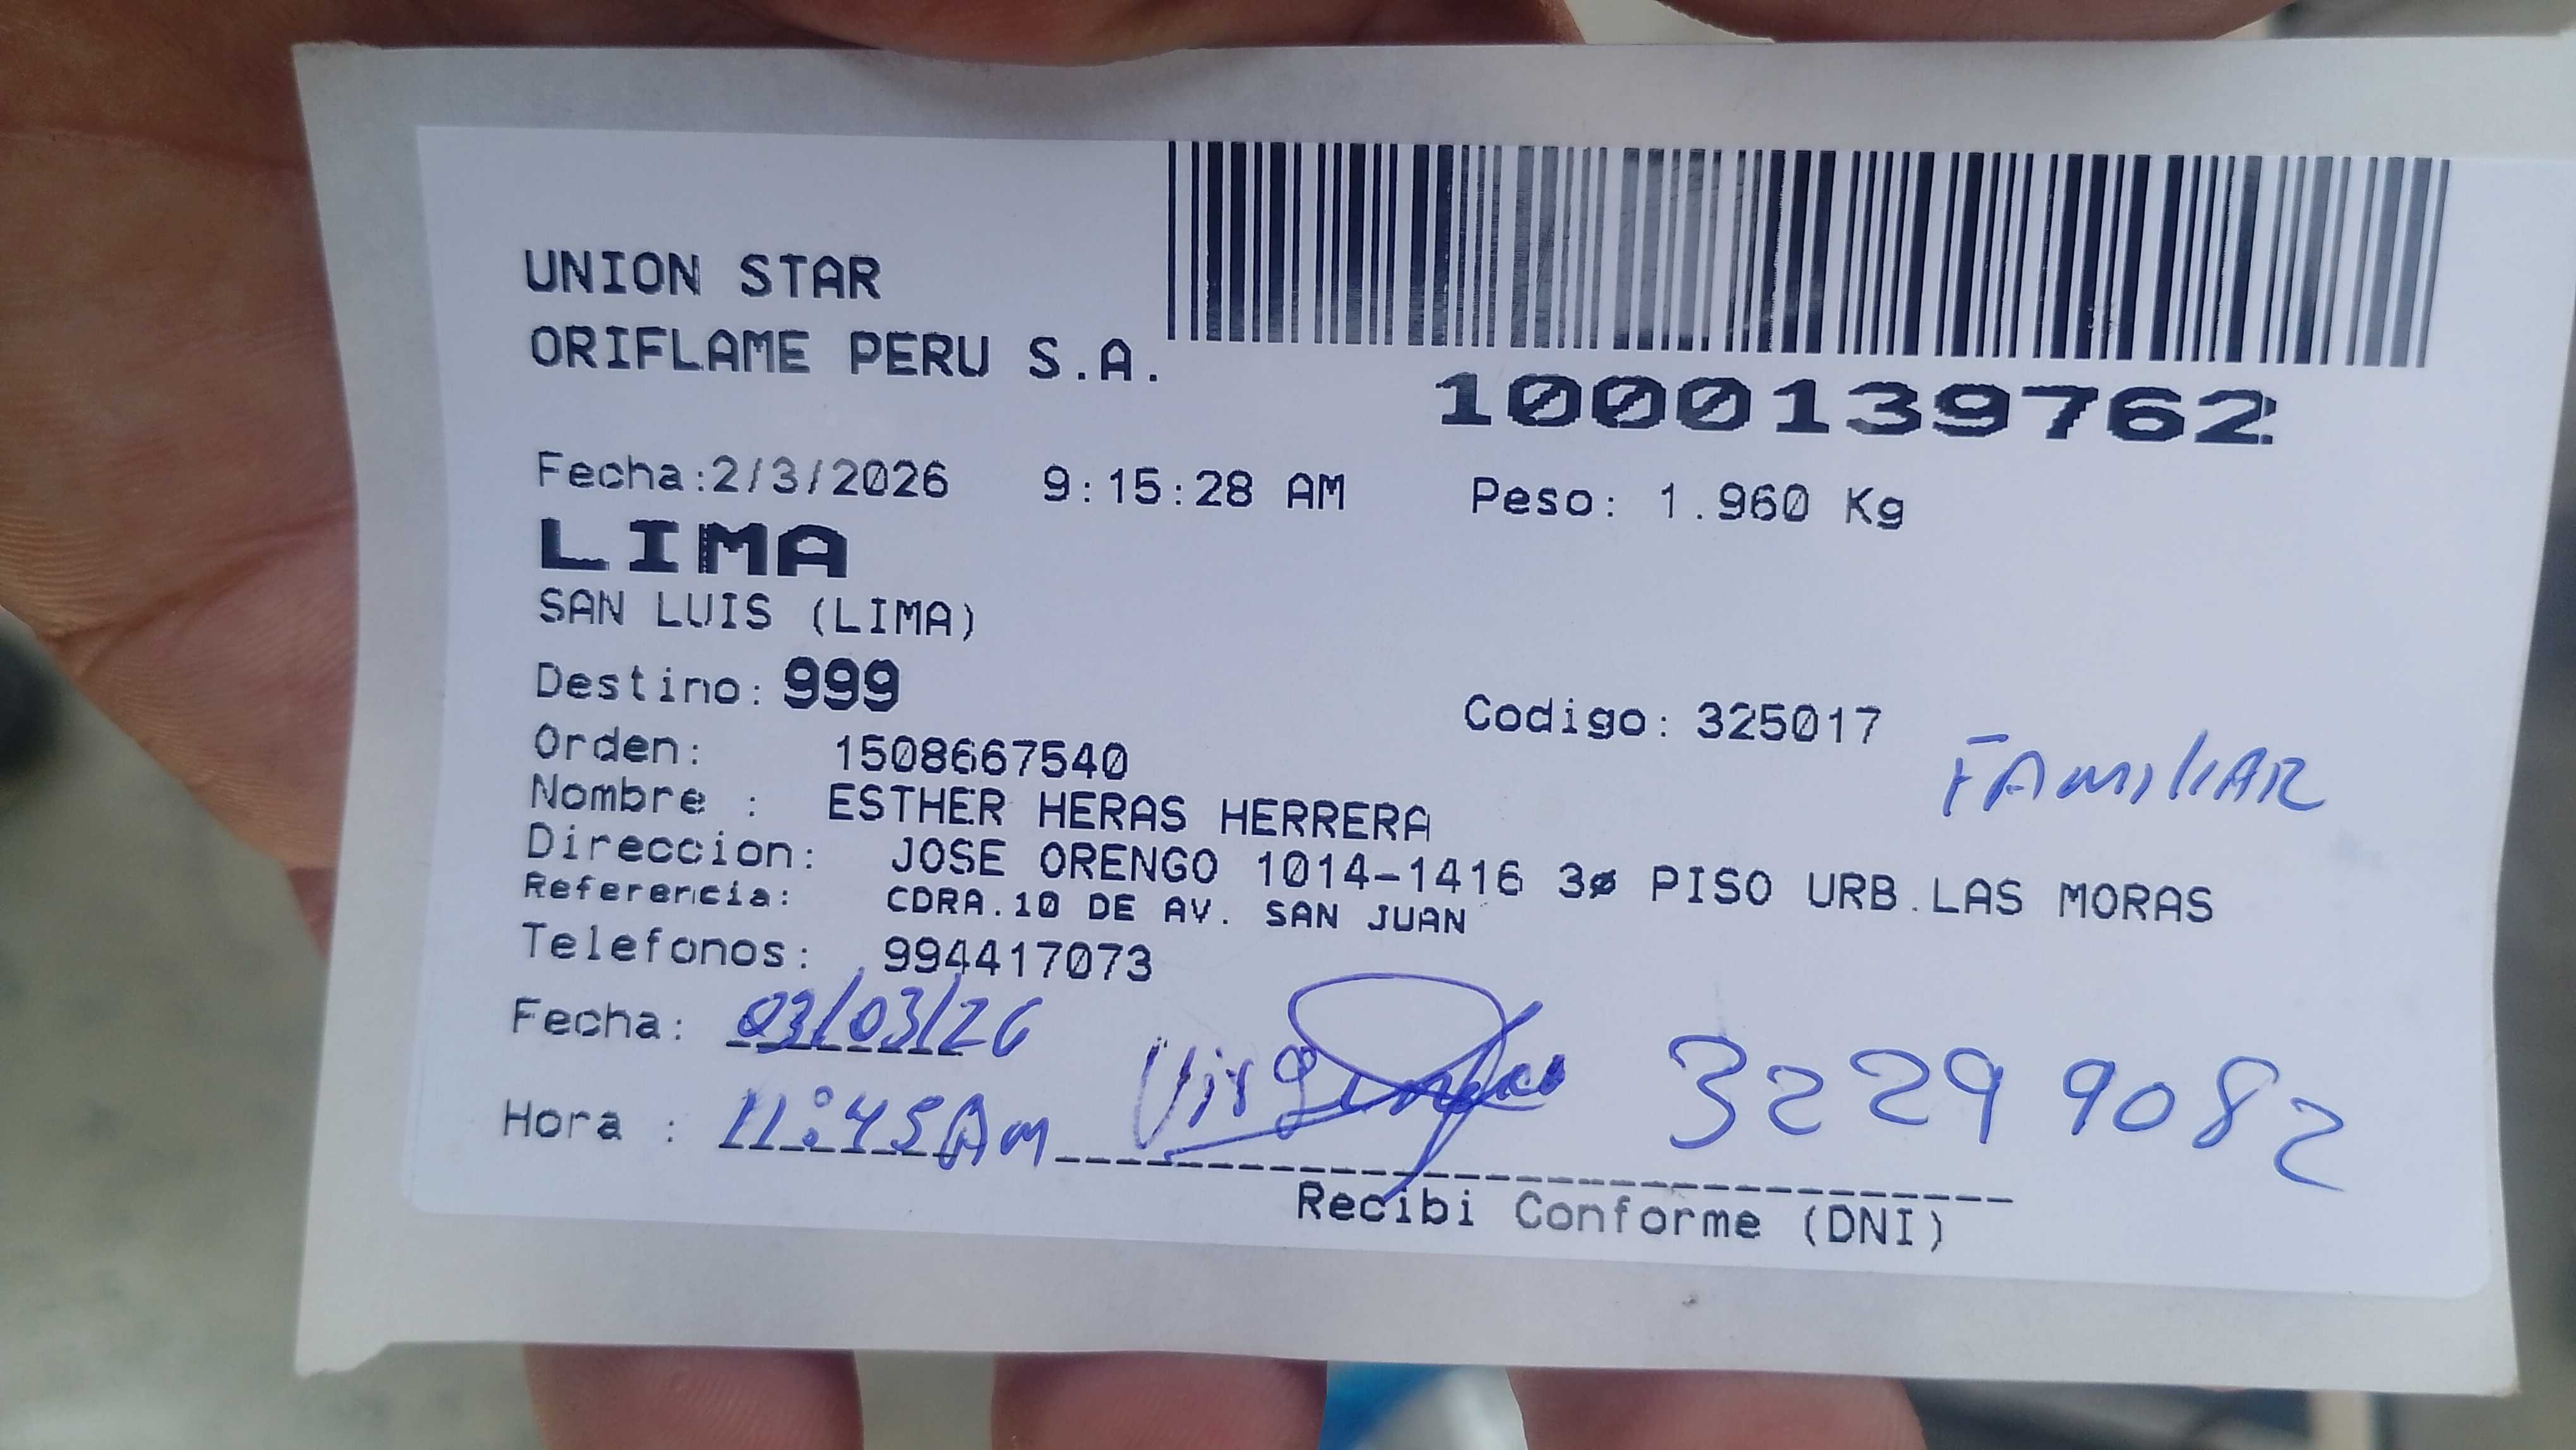 UNION STAR
ORIFLAME PERU S.A.
1000139762
Fecha:2/3/2026 9:15:28 AM Peso: 1.960 Kg
LIMA
SAN LUIS (LIMA)
Destino: 999
Codigo: 325017
Orden: 1508667540
FAMILIAR
Nombre : ESTHER HERAS HERRERA
Direccion: JOSE ORENGO 1014-1416 3ø PISO URB.LAS MORAS
Referencia: CDRA.10 DE AV. SAN JUAN
Telefonos: 994417073
Fecha: 03/03/26
32299082
Hora : 11:45 Am
Recibi Conforme (DNI)